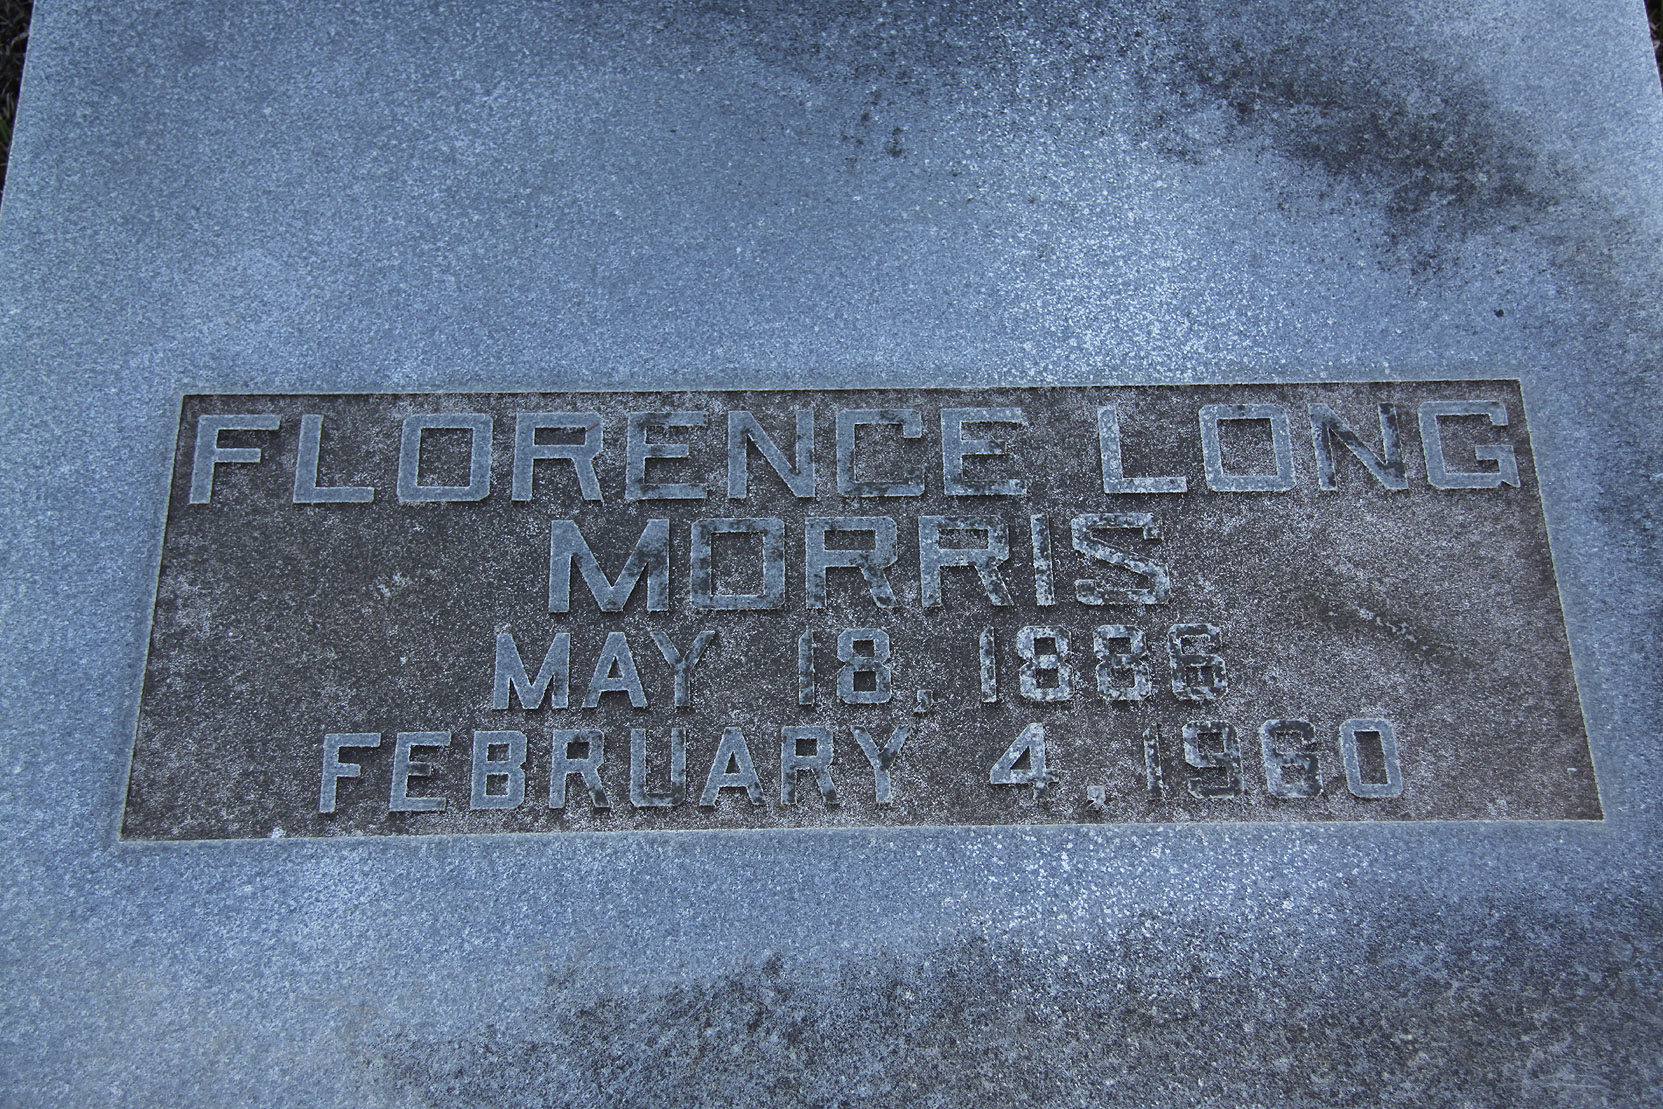 FLORENCE LONG
MORRIS
MAY 18, 1886
FEBRUARY 4, 1960